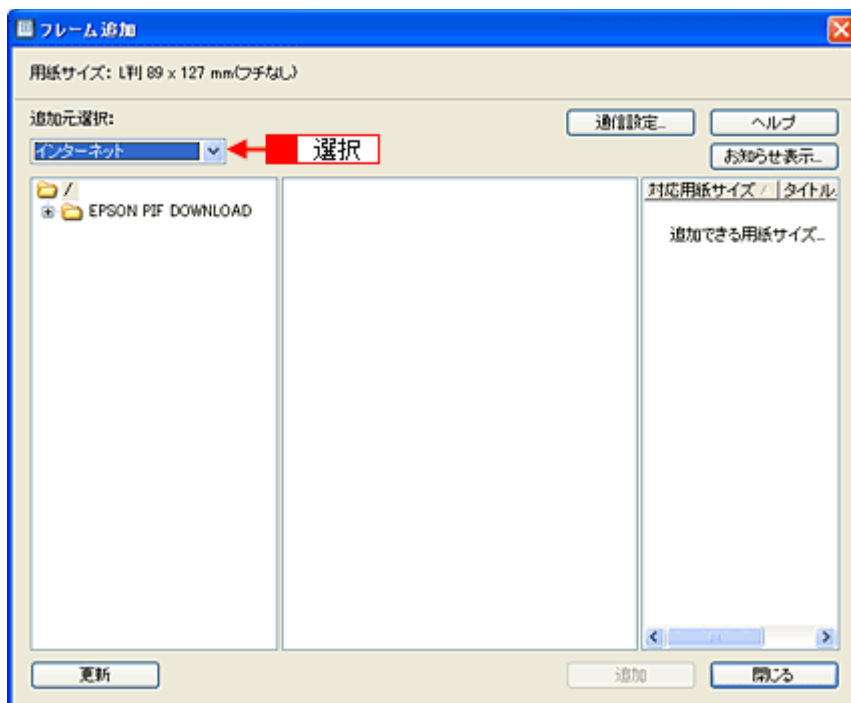 フレーム追加
用紙サイズ: L判 89 x 127 mm(フチなし)
追加元選択:
通信設定...
ヘルプ
インターネット
選択
お知らせ表示...
/
EPSON PIF DOWNLOAD
対応用紙サイズ / タイトル
追加できる用紙サイズ...
更新
追加
閉じる